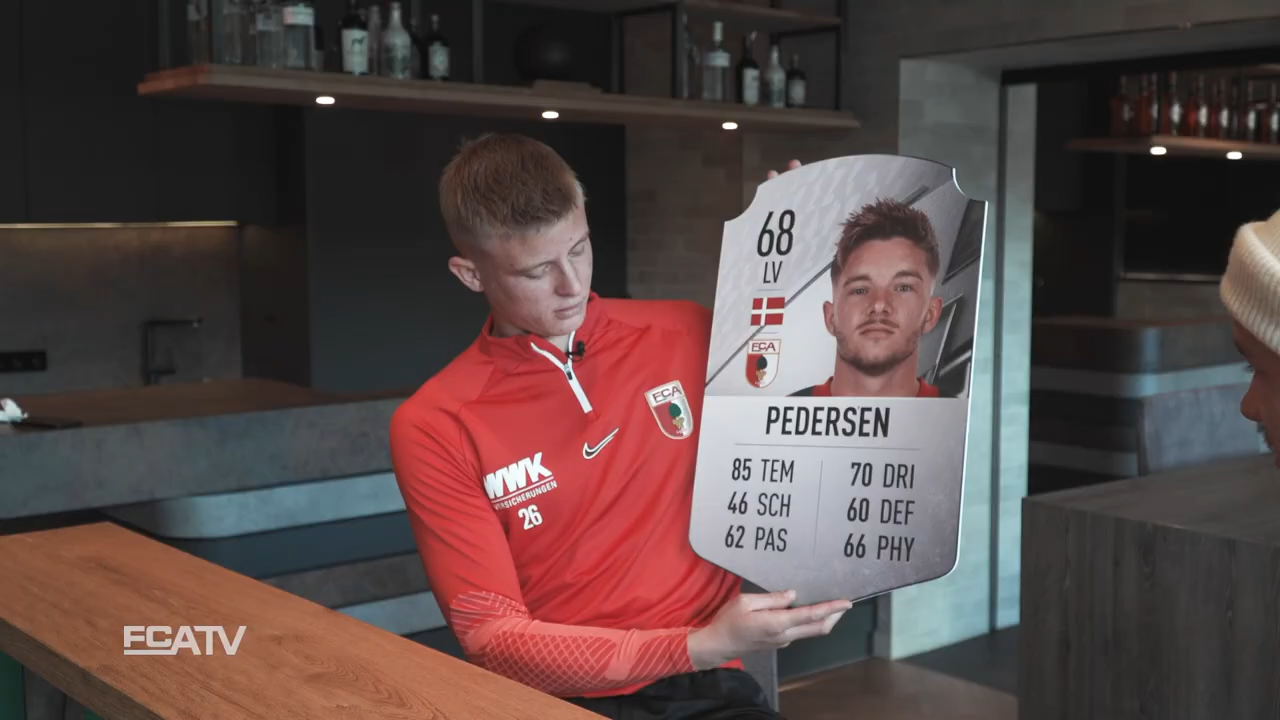 68
LV
FCA
PEDERSEN
85 TEM
46 SCH
62 PAS
70 DRI
60 DEF
66 PHY
FCA
WWK
VERSICHERUNGEN
26
FCATV